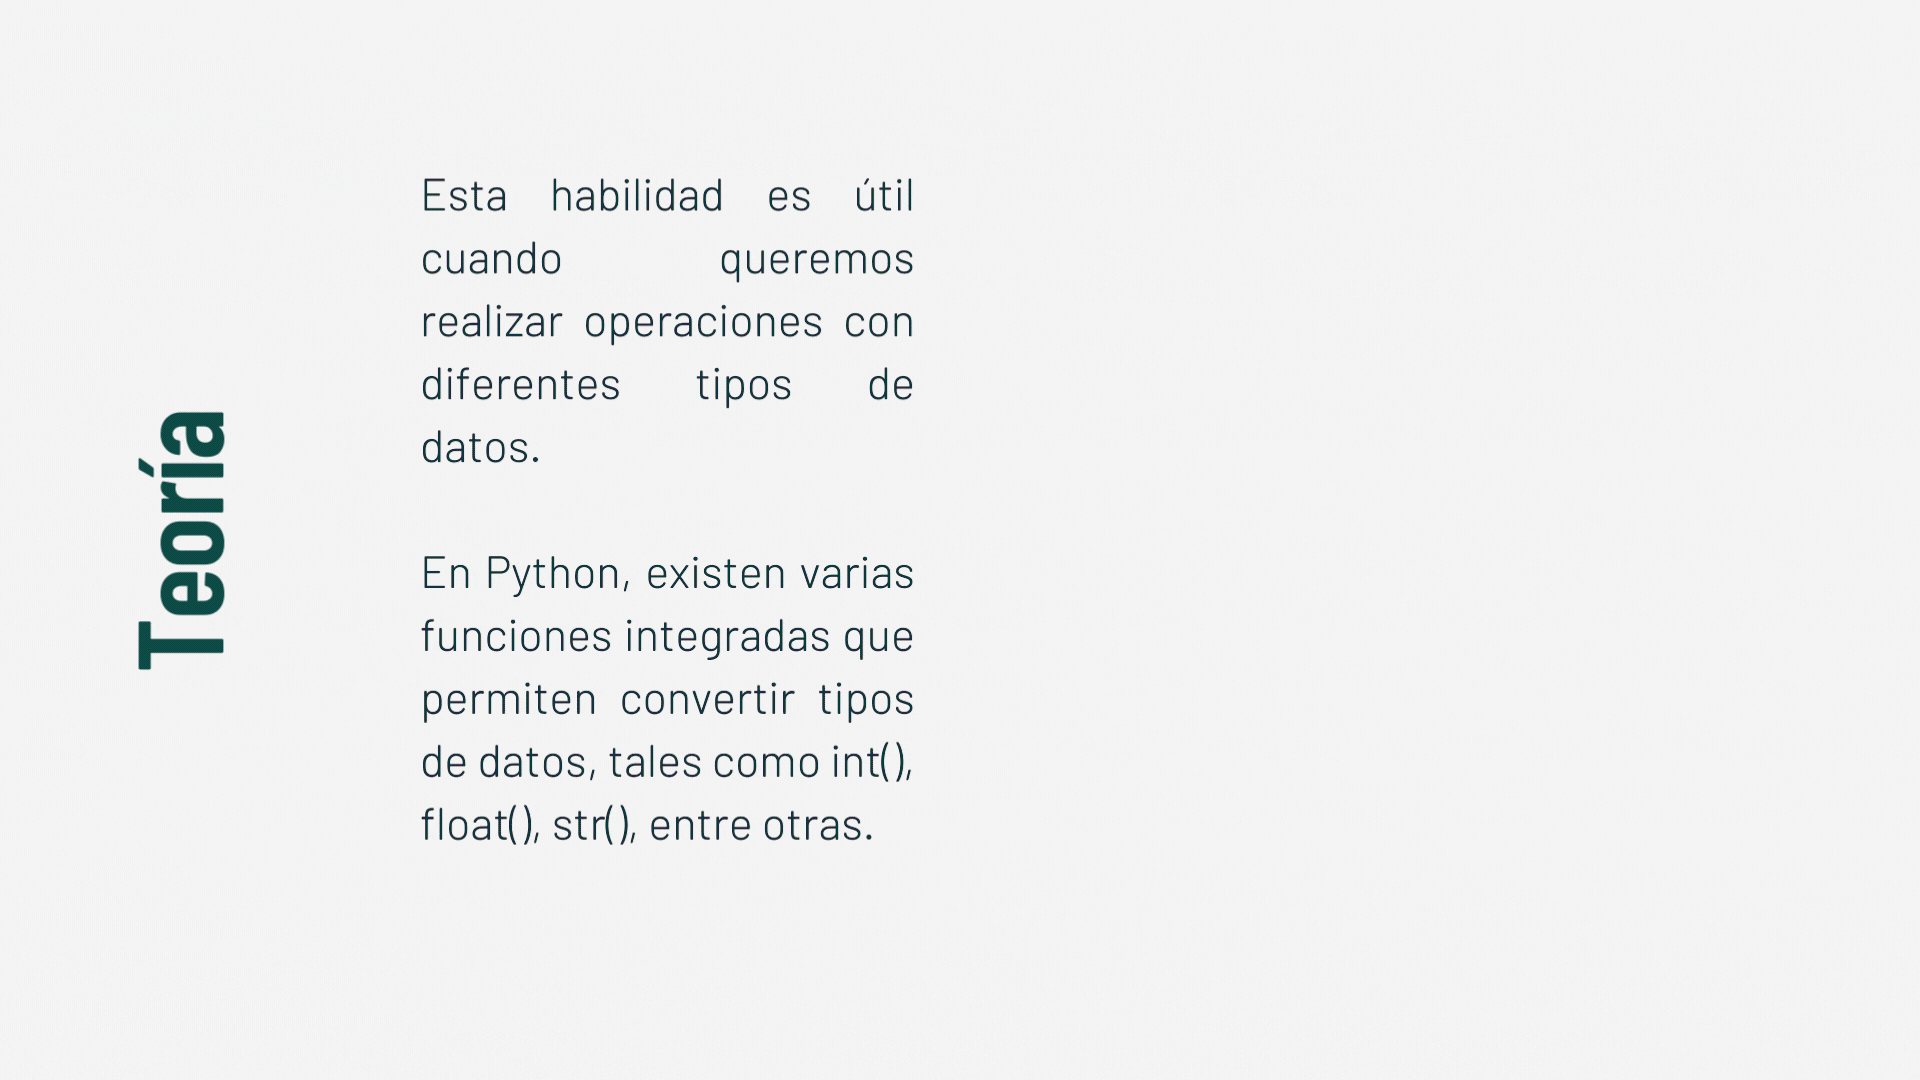 Teoría
Esta habilidad es útil
cuando queremos
realizar operaciones con
diferentes tipos de
datos.
En Python, existen varias
funciones integradas que
permiten convertir tipos
de datos, tales como int(),
float(), str(), entre otras.